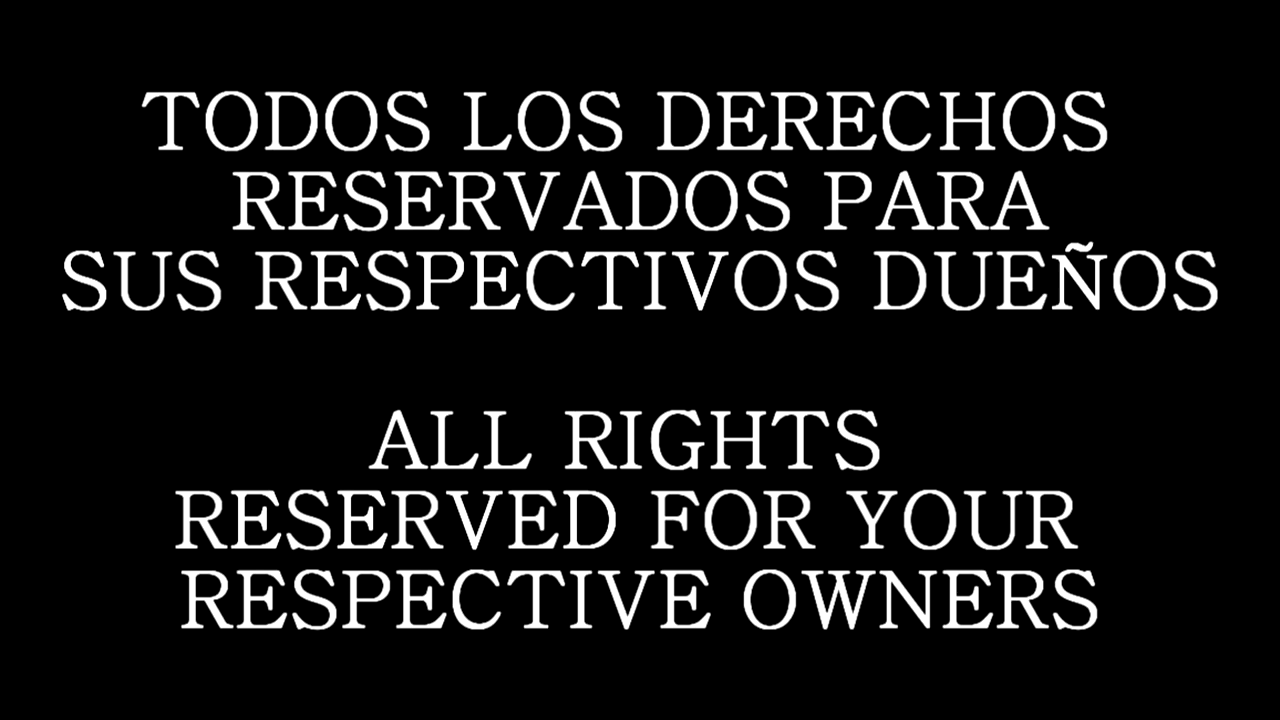 TODOS LOS DERECHOS
RESERVADOS PARA
SUS RESPECTIVOS DUEÑOS
ALL RIGHTS
RESERVED FOR YOUR
RESPECTIVE OWNERS